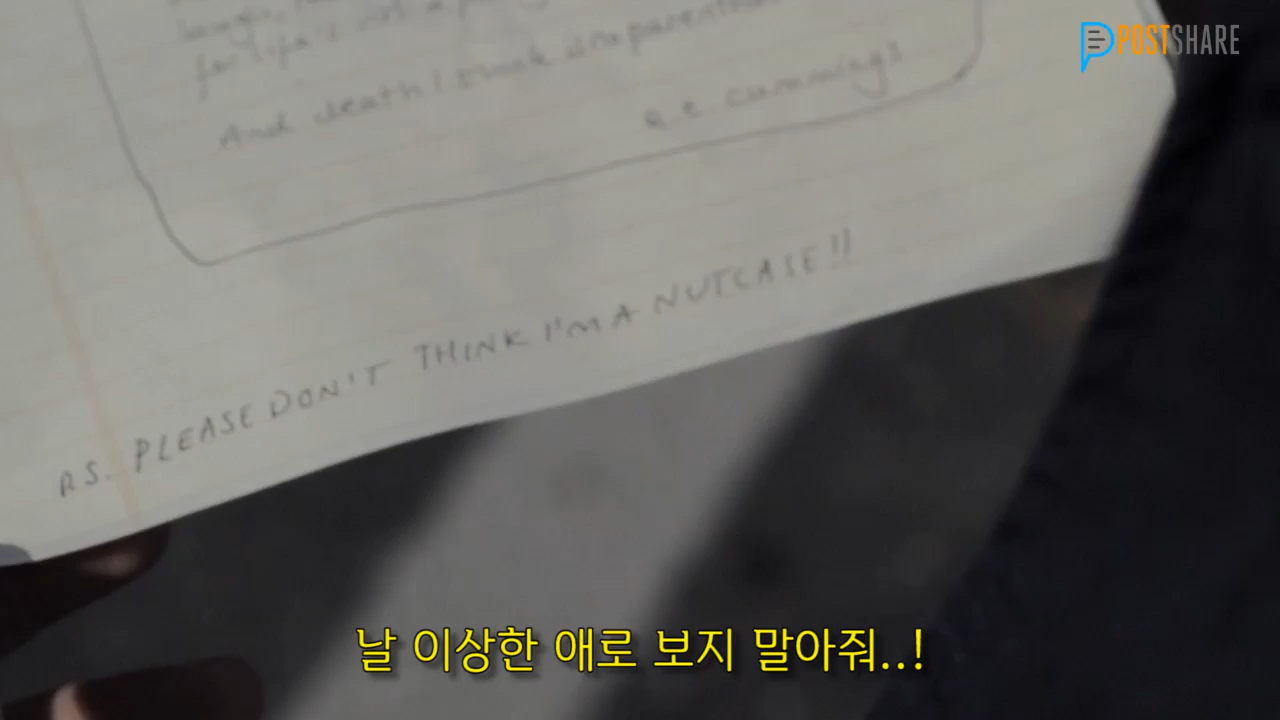 POSTSHARE
laugh,
for life's not a
And death i think is no parenthesis
e.e. cummings
P.S. PLEASE DON'T THINK I'M A NUTCASE!!
날 이상한 애로 보지 말아줘..!